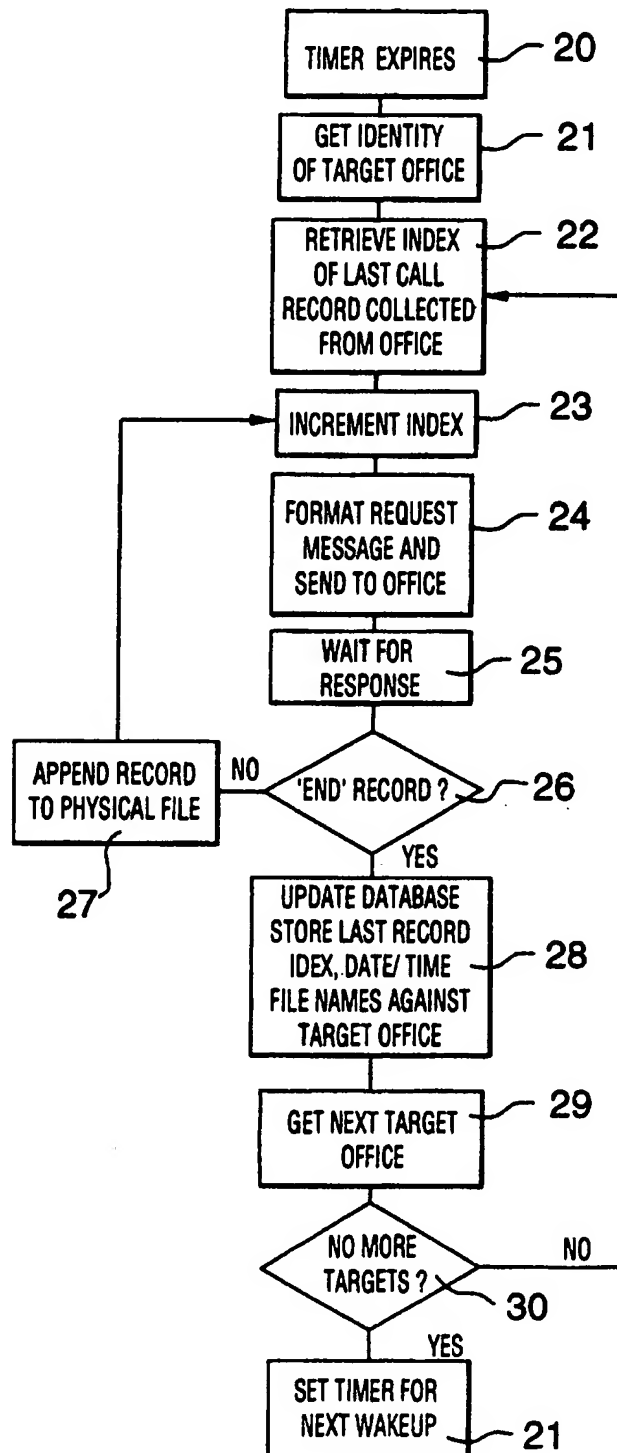 TIMER EXPIRES
20
GET IDENTITY
OF TARGET OFFICE
21
RETRIEVE INDEX
OF LAST CALL
RECORD COLLECTED
FROM OFFICE
22
INCREMENT INDEX
23
FORMAT REQUEST
MESSAGE AND
SEND TO OFFICE
24
WAIT FOR
RESPONSE
25
'END' RECORD ?
26
NO
APPEND RECORD
TO PHYSICAL FILE
27
YES
UPDATE DATABASE
STORE LAST RECORD
IDEX, DATE/ TIME
FILE NAMES AGAINST
TARGET OFFICE
28
GET NEXT TARGET
OFFICE
29
NO MORE
TARGETS ?
30
NO
YES
SET TIMER FOR
NEXT WAKEUP
21